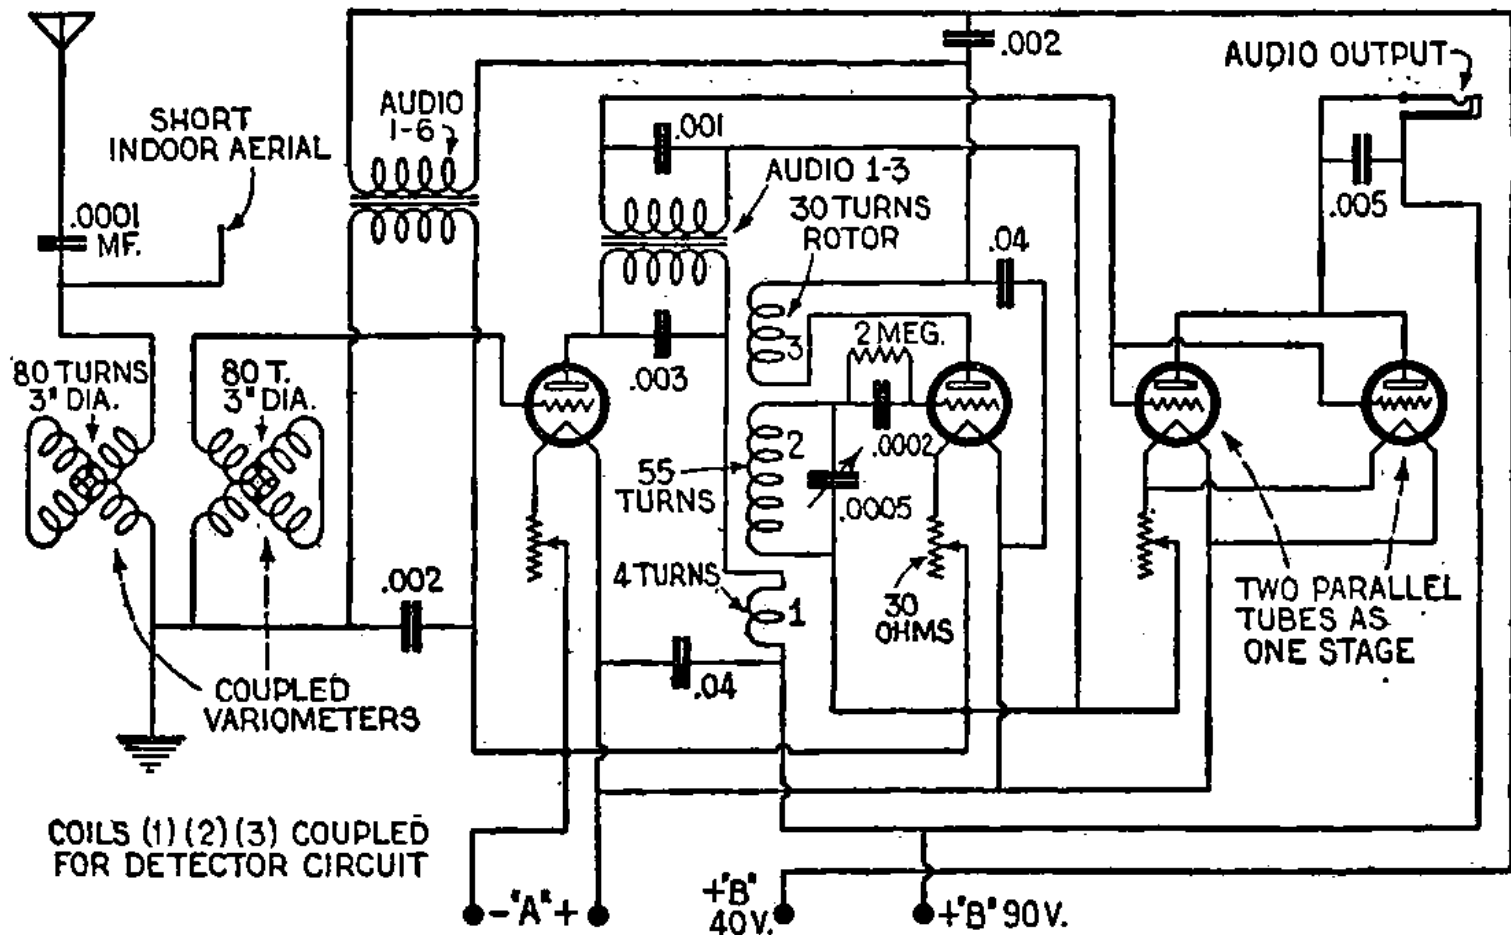 .002
AUDIO OUTPUT
AUDIO
1-6
SHORT
INDOOR AERIAL
.001
AUDIO 1-3
30 TURNS
ROTOR
.005
.0001
MF.
.04
80 TURNS
3" DIA.
80 T.
3" DIA.
.003
3
2 MEG.
2
.0002
55
TURNS
.0005
4 TURNS
1
30
OHMS
.002
TWO PARALLEL
TUBES AS
ONE STAGE
.04
COUPLED
VARIOMETERS
COILS (1) (2) (3) COUPLED
FOR DETECTOR CIRCUIT
-"A"+
+"B"
40V.
+"B" 90V.